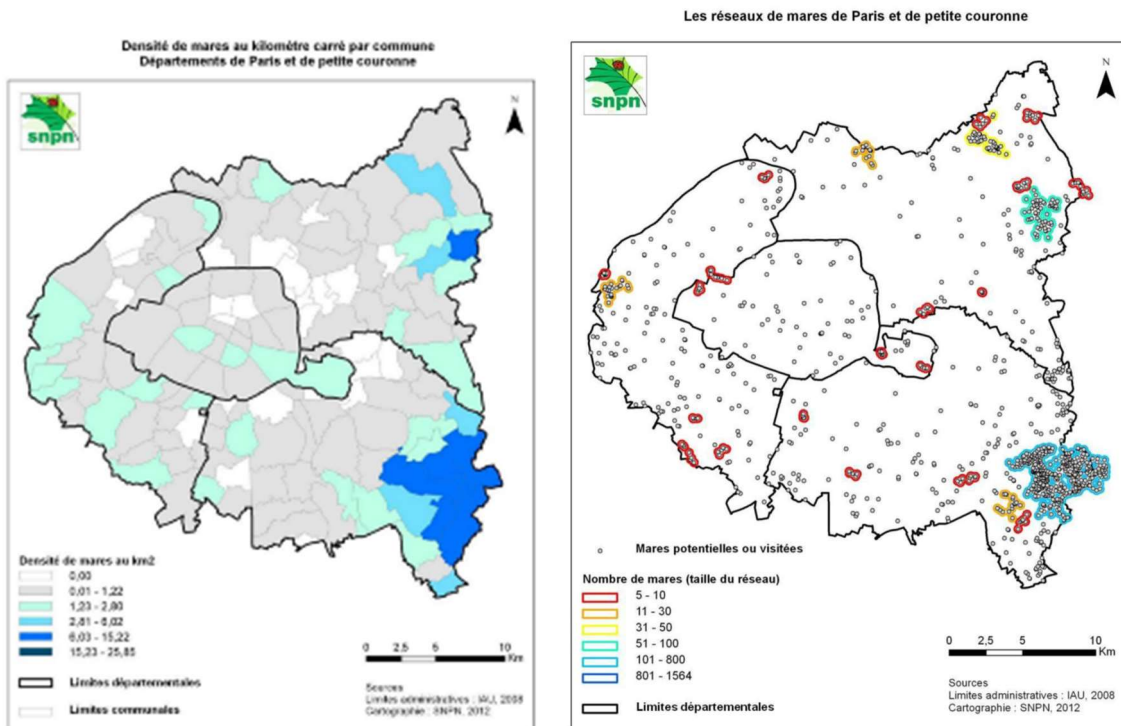 Densité de mares au kilomètre carré par commune
Départements de Paris et de petite couronne
snpn
N
Densité de mares au km2
0,00
0,01 - 1,22
1,23 - 2,80
2,81 - 6,02
6,03 - 15,22
15,23 - 25,85
Limites départementales
Limites communales
0 2,5 5 10
Km
Sources
Limites administratives : IAU, 2008
Cartographie : SNPN, 2012
Les réseaux de mares de Paris et de petite couronne
snpn
N
Mares potentielles ou visitées
Nombre de mares (taille du réseau)
5 - 10
11 - 30
31 - 50
51 - 100
101 - 800
801 - 1564
Limites départementales
0 2,5 5 10
Km
Sources
Limites administratives : IAU, 2008
Cartographie : SNPN, 2012